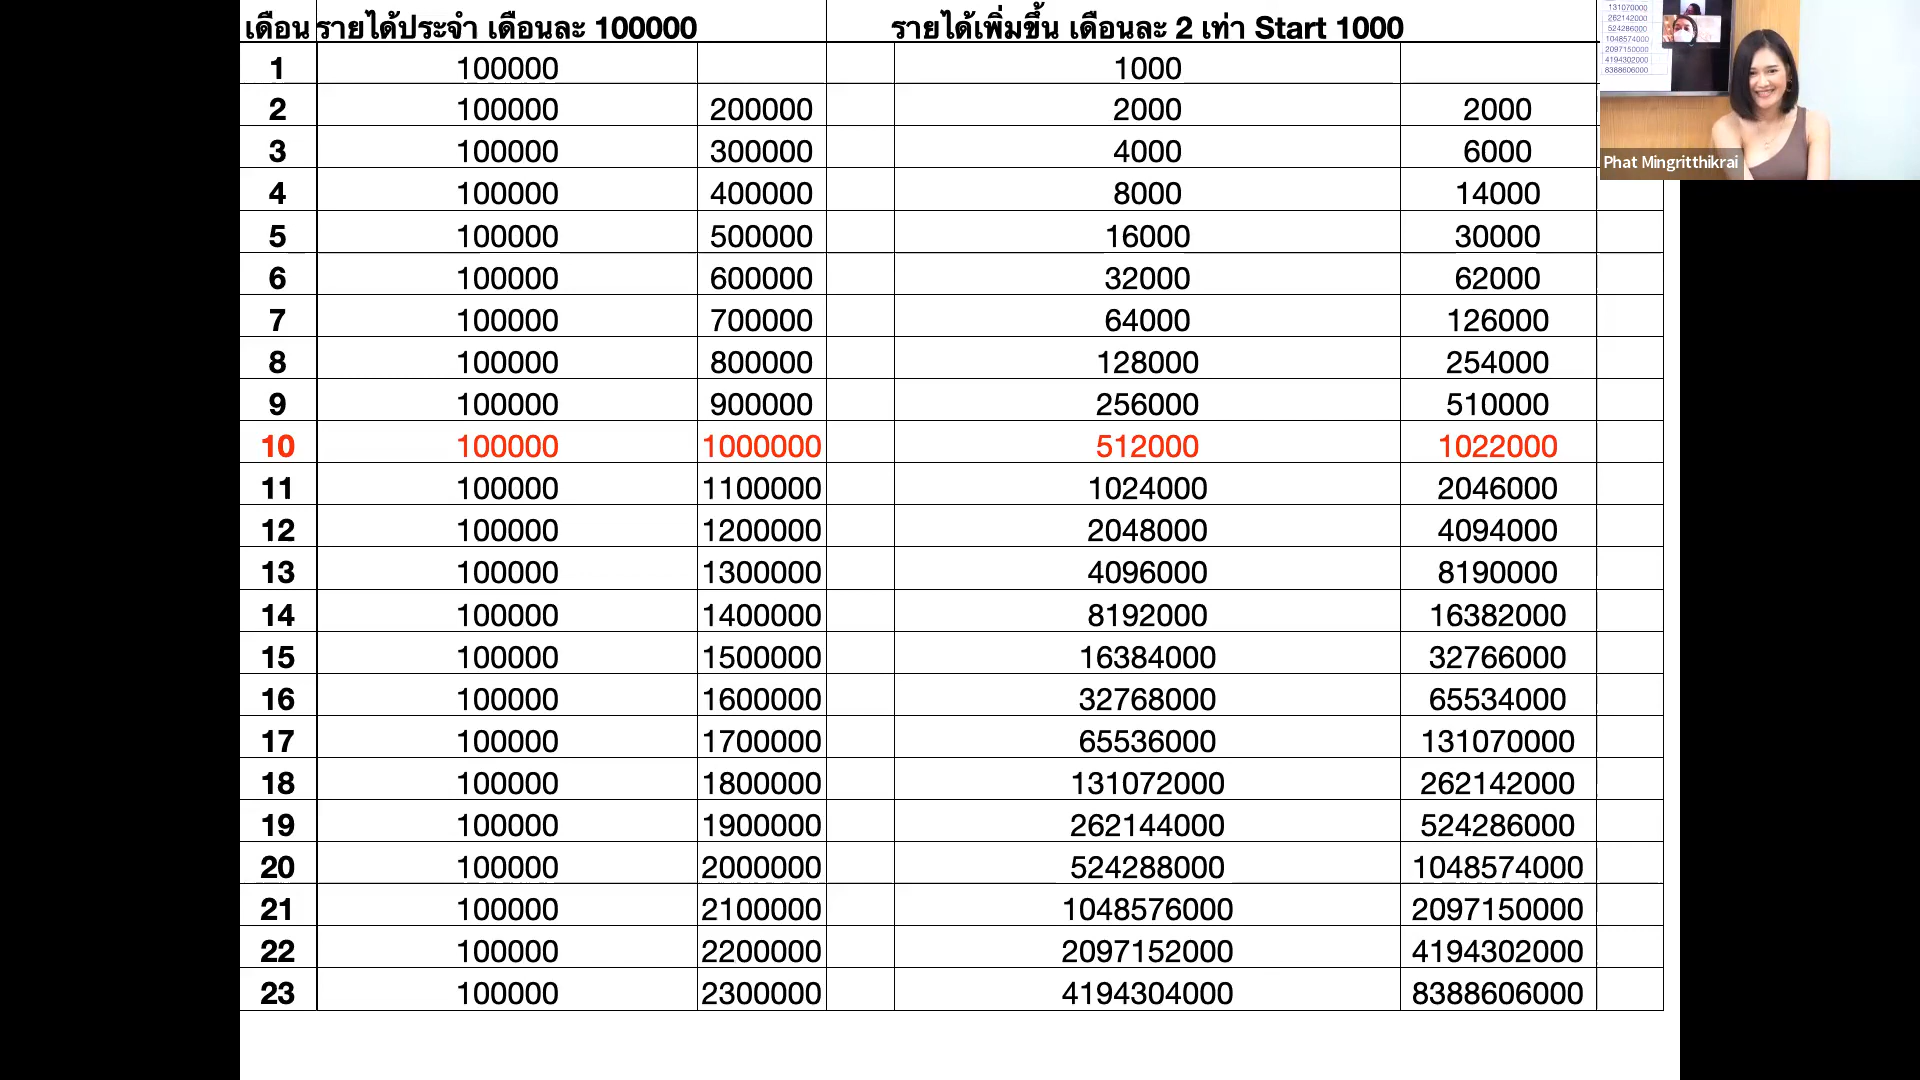 เดือน รายได้ประจำ เดือนละ 100000 รายได้เพิ่มขึ้น เดือนละ 2 เท่า Start 1000
1 100000 1000
2 100000 200000 2000 2000
3 100000 300000 4000 6000
4 100000 400000 8000 14000
5 100000 500000 16000 30000
6 100000 600000 32000 62000
7 100000 700000 64000 126000
8 100000 800000 128000 254000
9 100000 900000 256000 510000
10 100000 1000000 512000 1022000
11 100000 1100000 1024000 2046000
12 100000 1200000 2048000 4094000
13 100000 1300000 4096000 8190000
14 100000 1400000 8192000 16382000
15 100000 1500000 16384000 32766000
16 100000 1600000 32768000 65534000
17 100000 1700000 65536000 131070000
18 100000 1800000 131072000 262142000
19 100000 1900000 262144000 524286000
20 100000 2000000 524288000 1048574000
21 100000 2100000 1048576000 2097150000
22 100000 2200000 2097152000 4194302000
23 100000 2300000 4194304000 8388606000
131070000
262142000
524286000
1048574000
2097150000
4194302000
8388606000
Phat Mingritthikrai